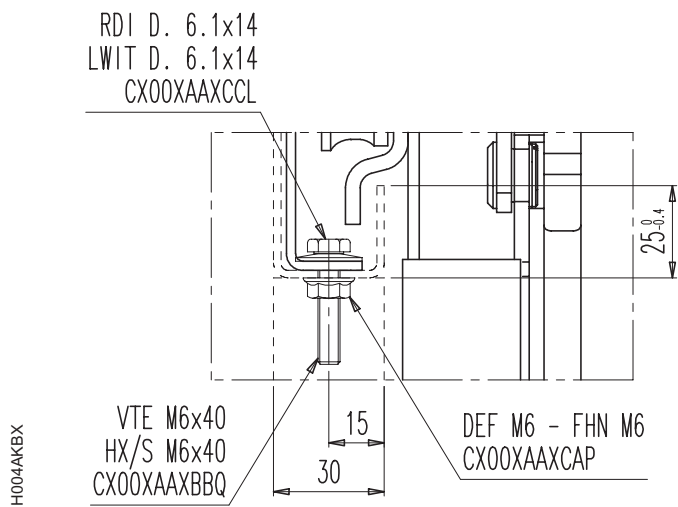 RDI D. 6.1x14
LWIT D. 6.1x14
CX00XAAXCCL
25 0 -0.4
VTE M6x40
HX/S M6x40
CX00XAAXBBQ
15
30
DEF M6 - FHN M6
CX00XAAXCAP
H004AKBX